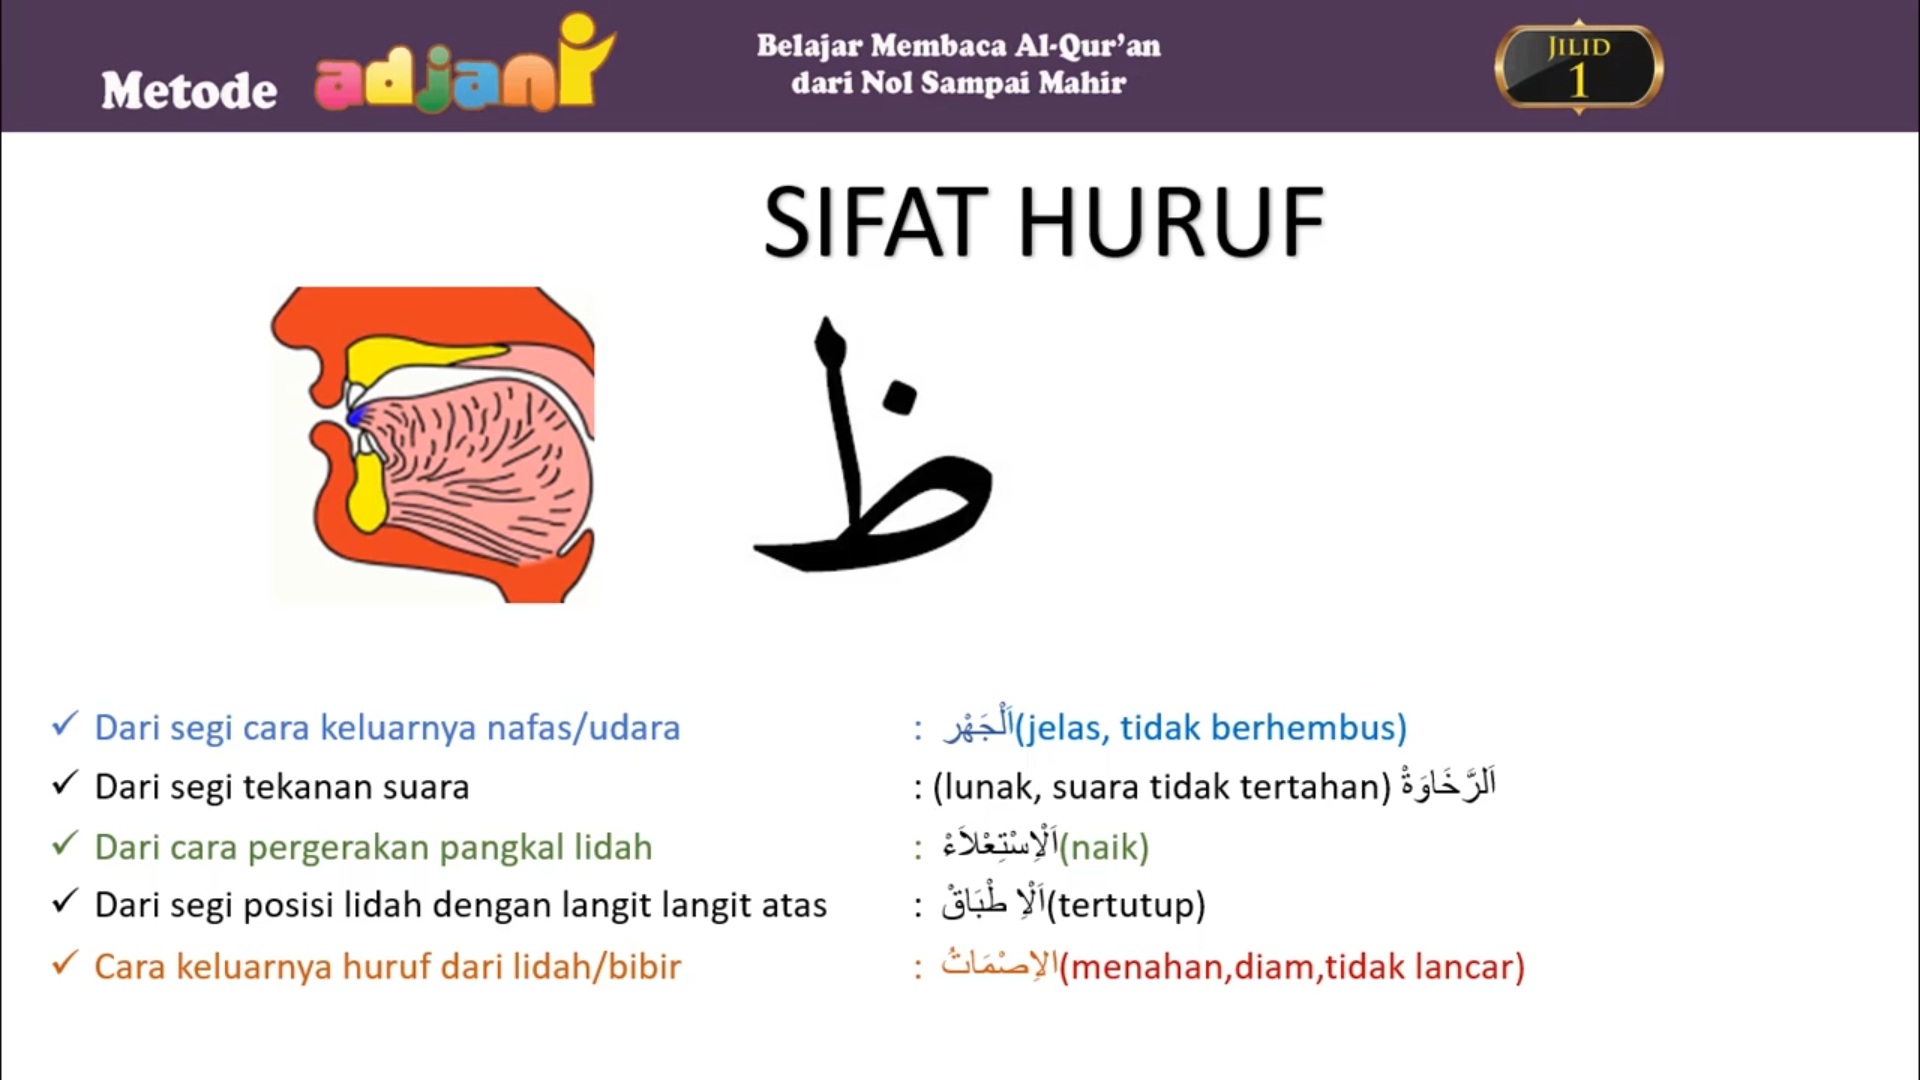 Metode adjani
Belajar Membaca Al-Qur'an
dari Nol Sampai Mahir
JILID
1
SIFAT HURUF
ظ
✓ Dari segi cara keluarnya nafas/udara : اَلْجَهْر(jelas, tidak berhembus)
✓ Dari segi tekanan suara : (lunak, suara tidak tertahan) اَلرَّخَاوَةْ
✓ Dari cara pergerakan pangkal lidah : اَلْاِسْتِعْلَاءْ(naik)
✓ Dari segi posisi lidah dengan langit langit atas : اَلْاِ طْبَاقْ(tertutup)
✓ Cara keluarnya huruf dari lidah/bibir : الاِصْمَاتُ(menahan,diam,tidak lancar)